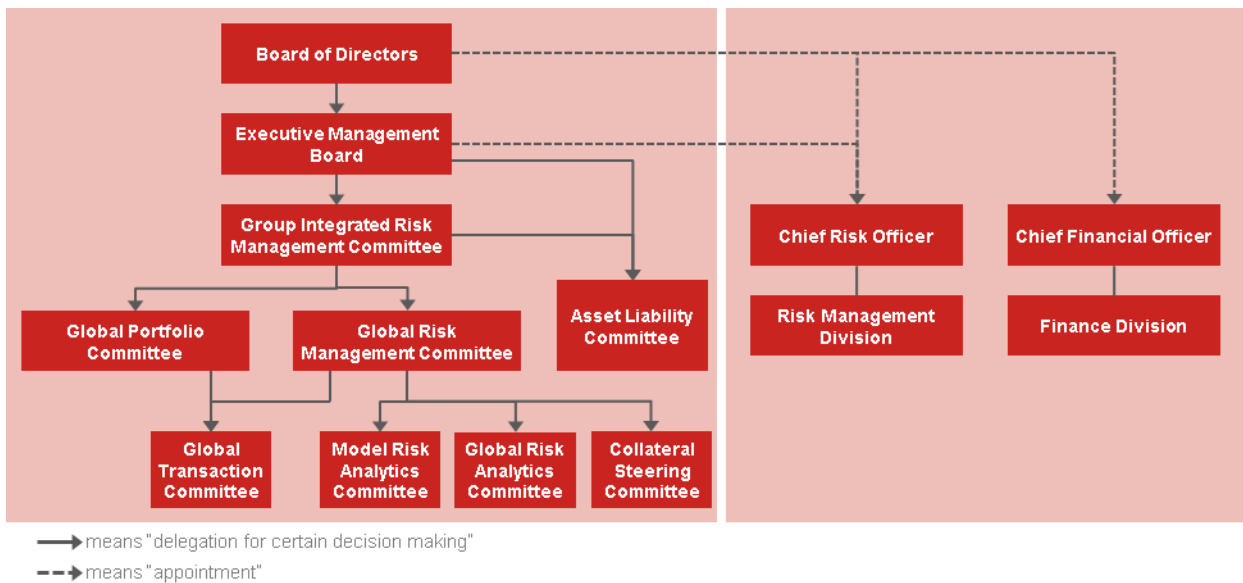 Board of Directors
Executive Management
Board
Group Integrated Risk
Management Committee
Chief Risk Officer
Chief Financial Officer
Global Portfolio
Committee
Global Risk
Management Committee
Asset Liability
Committee
Risk Management
Division
Finance Division
Global
Transaction
Committee
Model Risk
Analytics
Committee
Global Risk
Analytics
Committee
Collateral
Steering
Committee
means "delegation for certain decision making"
means "appointment"